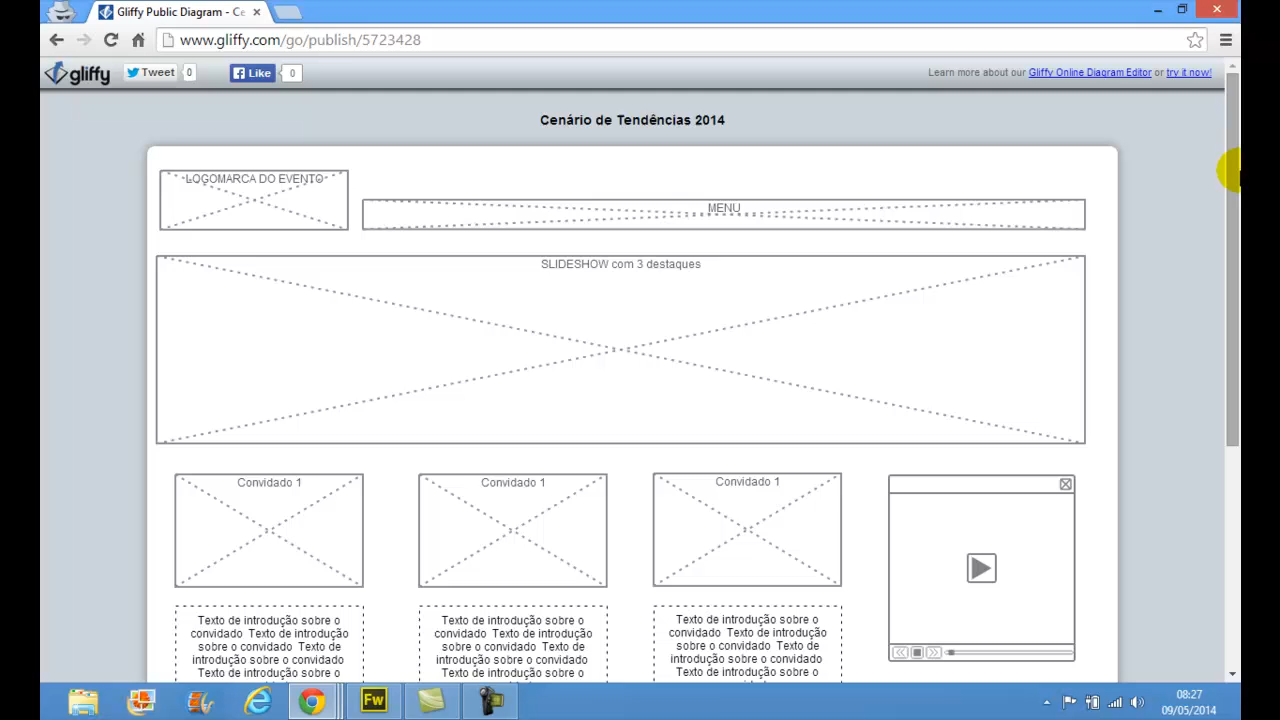 Gliffy Public Diagram - Ce
www.gliffy.com/go/publish/5723428
gliffy
Tweet
0
Like
0
Learn more about our Gliffy Online Diagram Editor or try it now!
Cenário de Tendências 2014
LOGOMARCA DO EVENTO
MENU
SLIDESHOW com 3 destaques
Convidado 1
Convidado 1
Convidado 1
Texto de introdução sobre o
convidado Texto de introdução
sobre o convidado Texto de
introdução sobre o convidado
Texto de introdução sobre o
Texto de introdução sobre o
convidado Texto de introdução
sobre o convidado Texto de
introdução sobre o convidado
Texto de introdução sobre o
Texto de introdução sobre o
convidado Texto de introdução
sobre o convidado Texto de
introdução sobre o convidado
Texto de introdução sobre o
Fw
08:27
09/05/2014